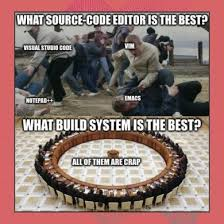 WHAT SOURCE-CODE EDITOR IS THE BEST?
VISUAL STUDIO CODE
VIM
NOTEPAD++
EMACS
WHAT BUILD SYSTEM IS THE BEST?
ALL OF THEM ARE CRAP